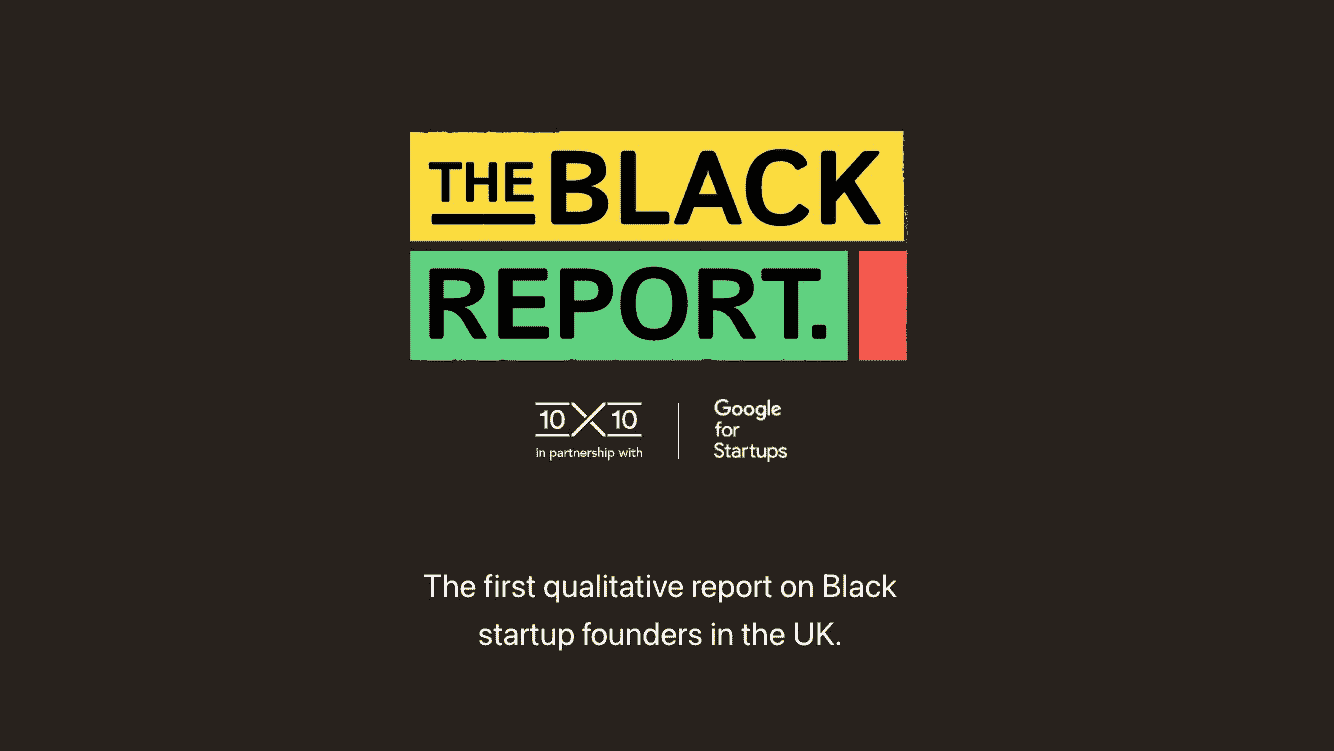 THE BLACK
REPORT.
10X10
in partnership with
Google
for
Startups
The first qualitative report on Black
startup founders in the UK.